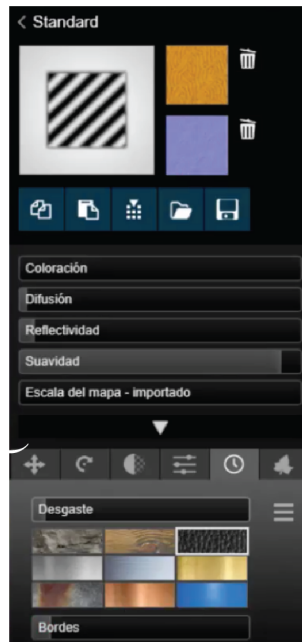 < Standard
Coloración
Difusión
Reflectividad
Suavidad
Escala del mapa - importado
Desgaste
Bordes